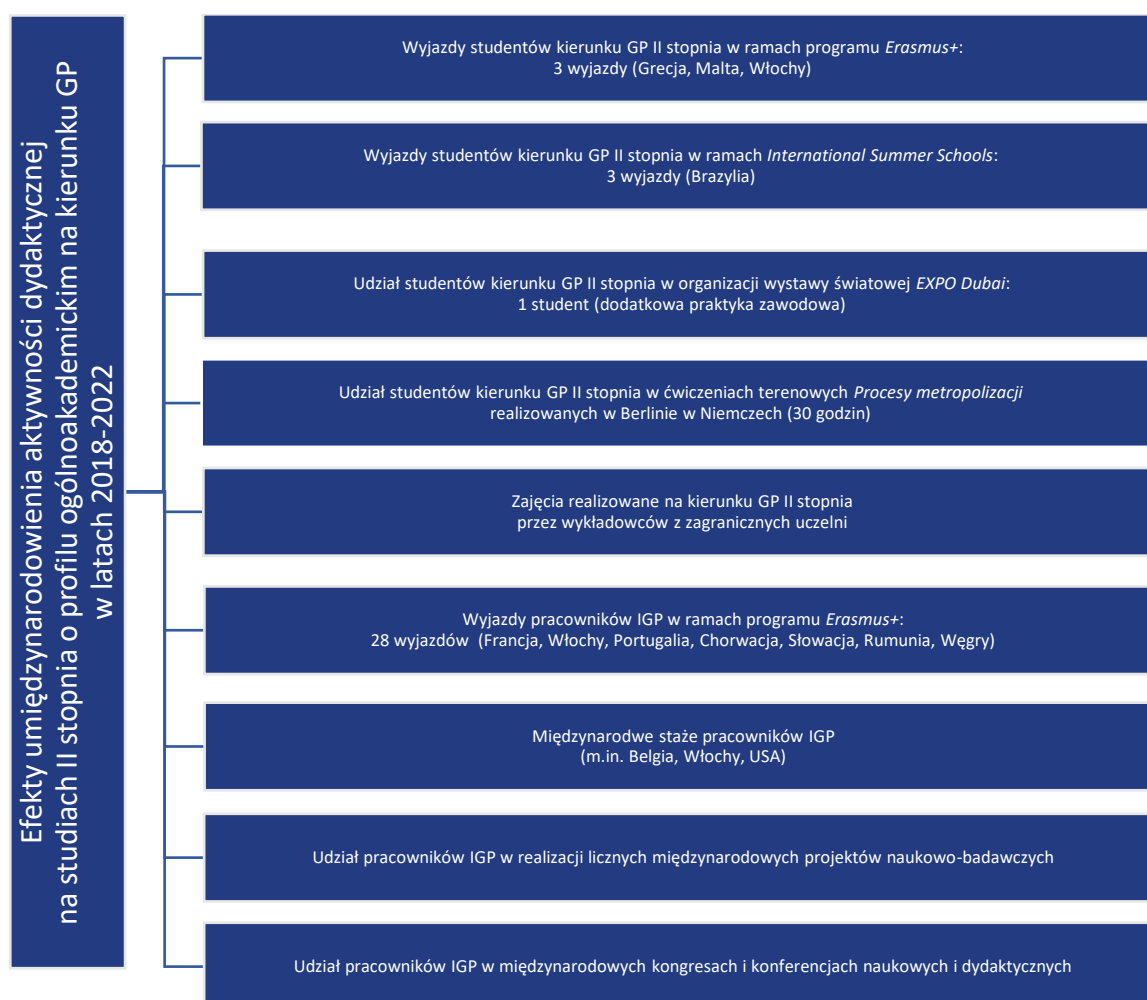 Efekty umiędzynarodowienia aktywności dydaktycznej
na studiach II stopnia o profilu ogólnoakademickim na kierunku GP
w latach 2018-2022
Wyjazdy studentów kierunku GP II stopnia w ramach programu Erasmus+:
3 wyjazdy (Grecja, Malta, Włochy)
Wyjazdy studentów kierunku GP II stopnia w ramach International Summer Schools:
3 wyjazdy (Brazylia)
Udział studentów kierunku GP II stopnia w organizacji wystawy światowej EXPO Dubai:
1 student (dodatkowa praktyka zawodowa)
Udział studentów kierunku GP II stopnia w ćwiczeniach terenowych Procesy metropolizacji
realizowanych w Berlinie w Niemczech (30 godzin)
Zajęcia realizowane na kierunku GP II stopnia
przez wykładowców z zagranicznych uczelni
Wyjazdy pracowników IGP w ramach programu Erasmus+:
28 wyjazdów (Francja, Włochy, Portugalia, Chorwacja, Słowacja, Rumunia, Węgry)
Międzynarodwe staże pracowników IGP
(m.in. Belgia, Włochy, USA)
Udział pracowników IGP w realizacji licznych międzynarodowych projektów naukowo-badawczych
Udział pracowników IGP w międzynarodowych kongresach i konferencjach naukowych i dydaktycznych